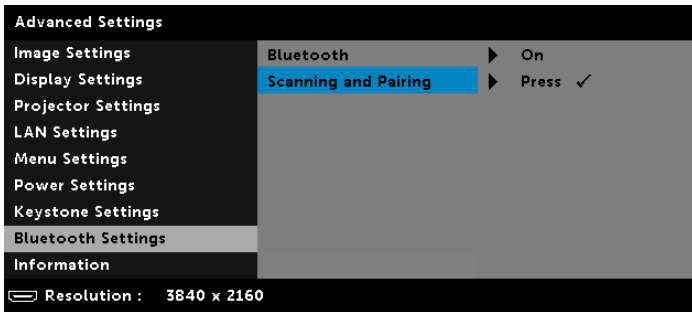 Advanced Settings
Image Settings
Bluetooth On
Display Settings
Scanning and Pairing Press ✓
Projector Settings
LAN Settings
Menu Settings
Power Settings
Keystone Settings
Bluetooth Settings
Information
Resolution : 3840 x 2160